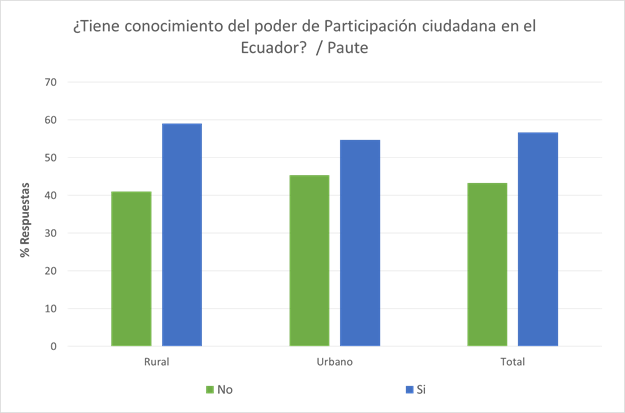 ¿Tiene conocimiento del poder de Participación ciudadana en el
Ecuador?  / Paute
70
60
50
40
30
20
10
0
% Respuestas
Rural
Urbano
Total
No
Si